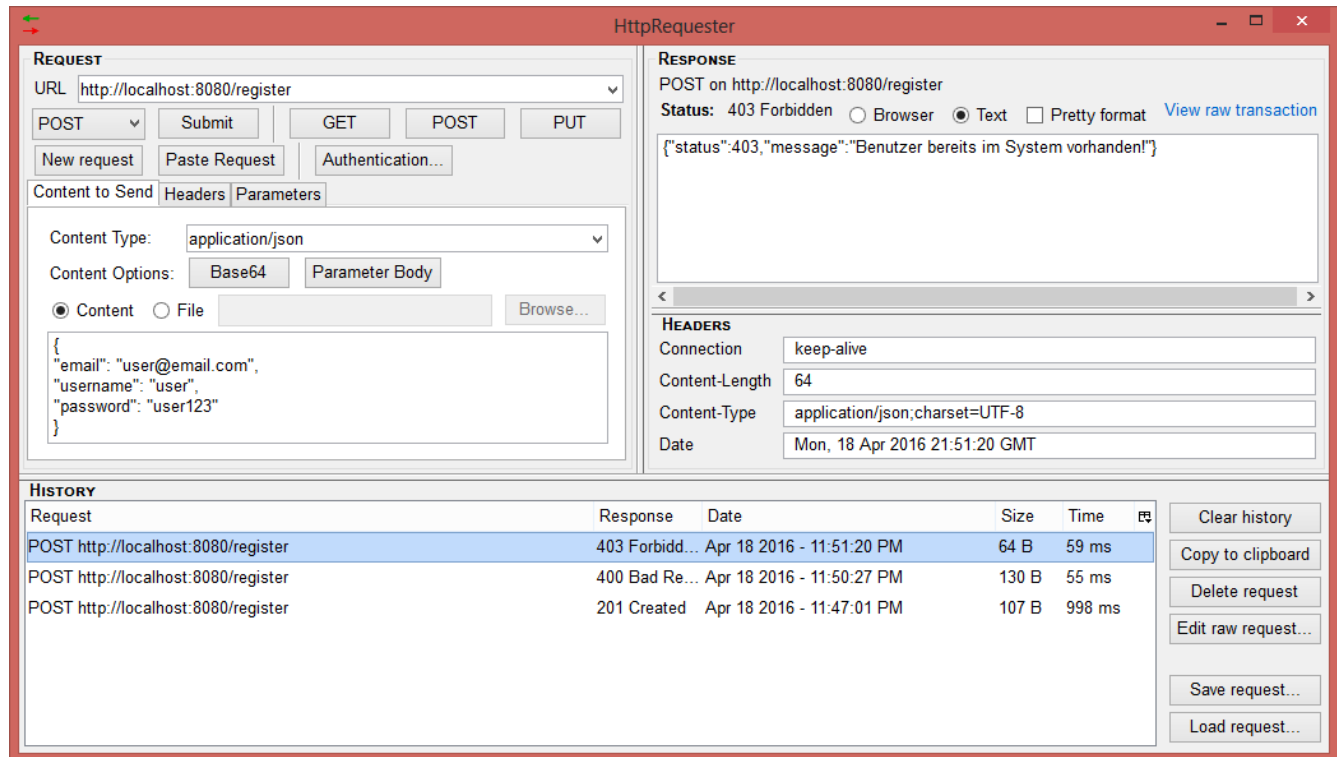 HttpRequester
REQUEST
URL http://localhost:8080/register
POST Submit GET POST PUT
New request Paste Request Authentication...
Content to Send Headers Parameters
Content Type: application/json
Content Options: Base64 Parameter Body
Content File Browse...
{
"email": "user@email.com",
"username": "user",
"password": "user123"
}
RESPONSE
POST on http://localhost:8080/register
Status: 403 Forbidden Browser Text Pretty format View raw transaction
{"status":403,"message":"Benutzer bereits im System vorhanden!"}
HEADERS
Connection keep-alive
Content-Length 64
Content-Type application/json;charset=UTF-8
Date Mon, 18 Apr 2016 21:51:20 GMT
HISTORY
Request Response Date Size Time
POST http://localhost:8080/register 403 Forbidd... Apr 18 2016 - 11:51:20 PM 64 B 59 ms
POST http://localhost:8080/register 400 Bad Re... Apr 18 2016 - 11:50:27 PM 130 B 55 ms
POST http://localhost:8080/register 201 Created Apr 18 2016 - 11:47:01 PM 107 B 998 ms
Clear history
Copy to clipboard
Delete request
Edit raw request...
Save request...
Load request...